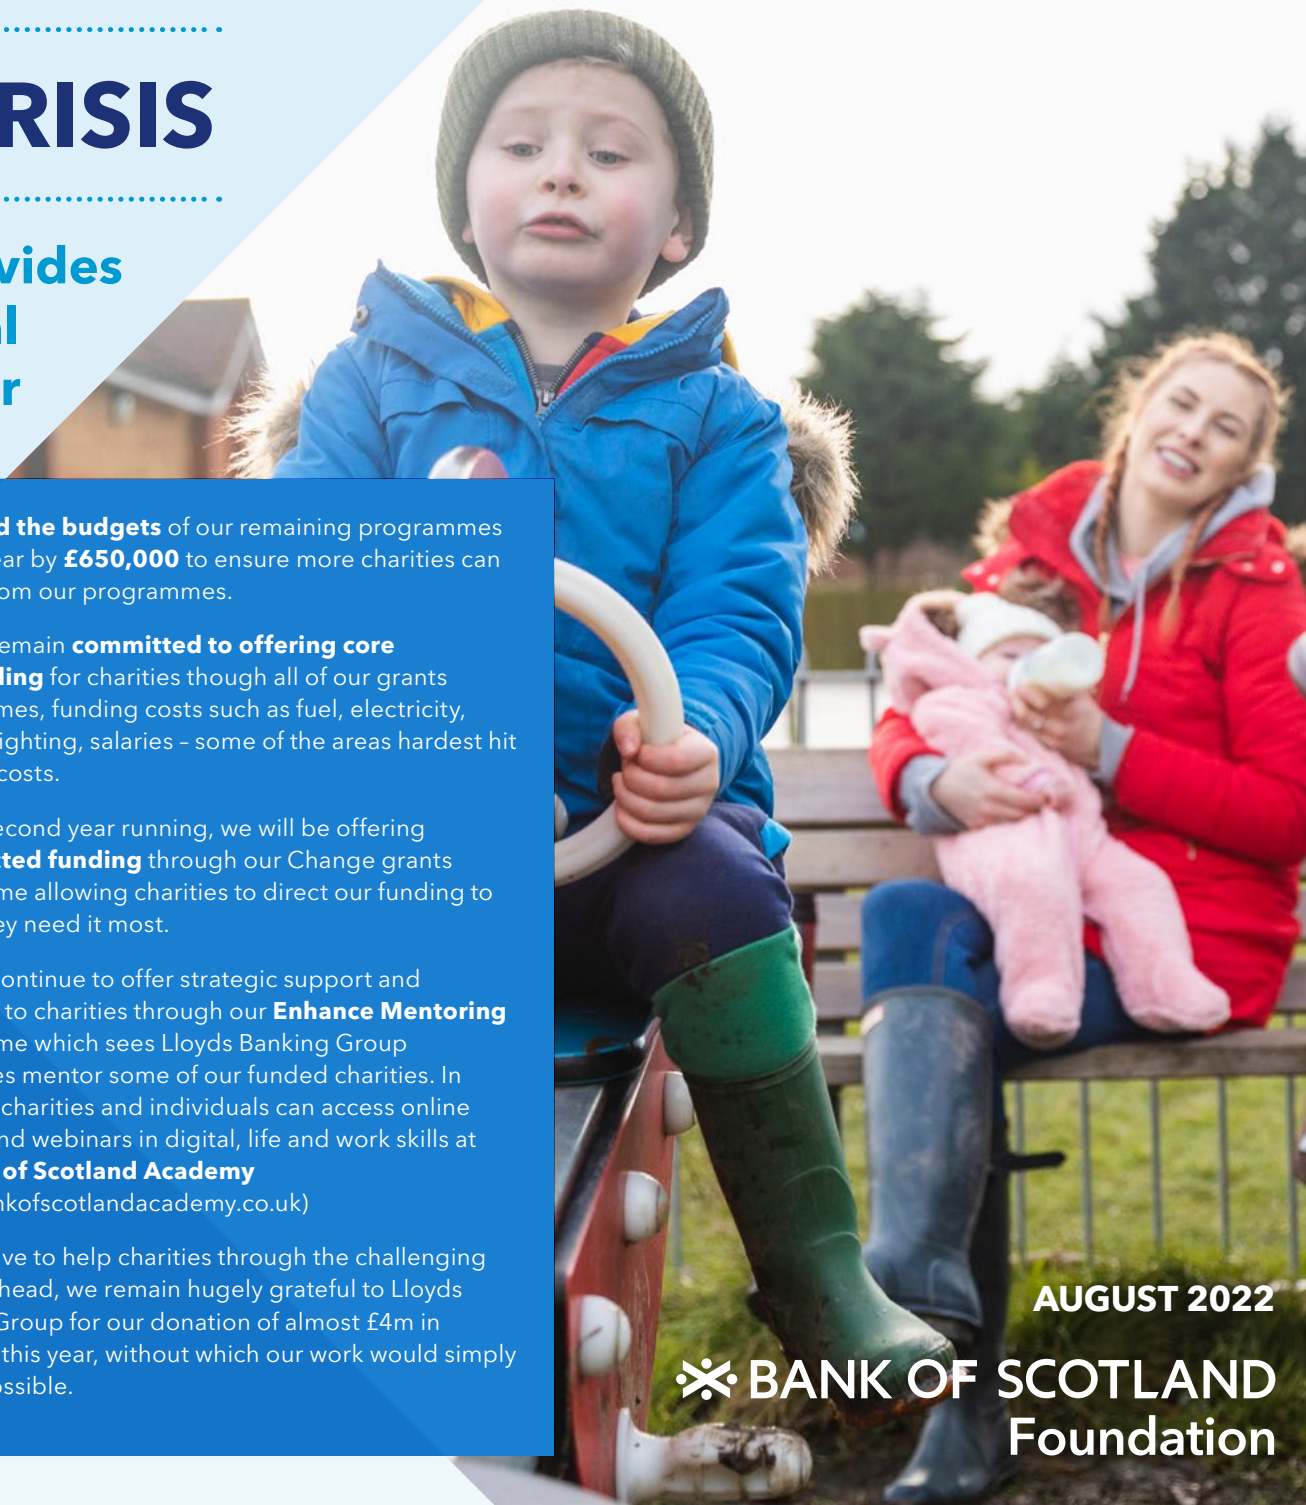 RISIS
vides
al
r
d the budgets of our remaining programmes
ear by £650,000 to ensure more charities can
om our programmes.
emain committed to offering core
ding for charities though all of our grants
mes, funding costs such as fuel, electricity,
ighting, salaries – some of the areas hardest hit
costs.
econd year running, we will be offering
ted funding through our Change grants
me allowing charities to direct our funding to
ey need it most.
ontinue to offer strategic support and
to charities through our Enhance Mentoring
me which sees Lloyds Banking Group
es mentor some of our funded charities. In
charities and individuals can access online
nd webinars in digital, life and work skills at
of Scotland Academy
nkofscotlandacademy.co.uk)
ve to help charities through the challenging
head, we remain hugely grateful to Lloyds
Group for our donation of almost £4m in
this year, without which our work would simply
ossible.
AUGUST 2022
BANK OF SCOTLAND
Foundation